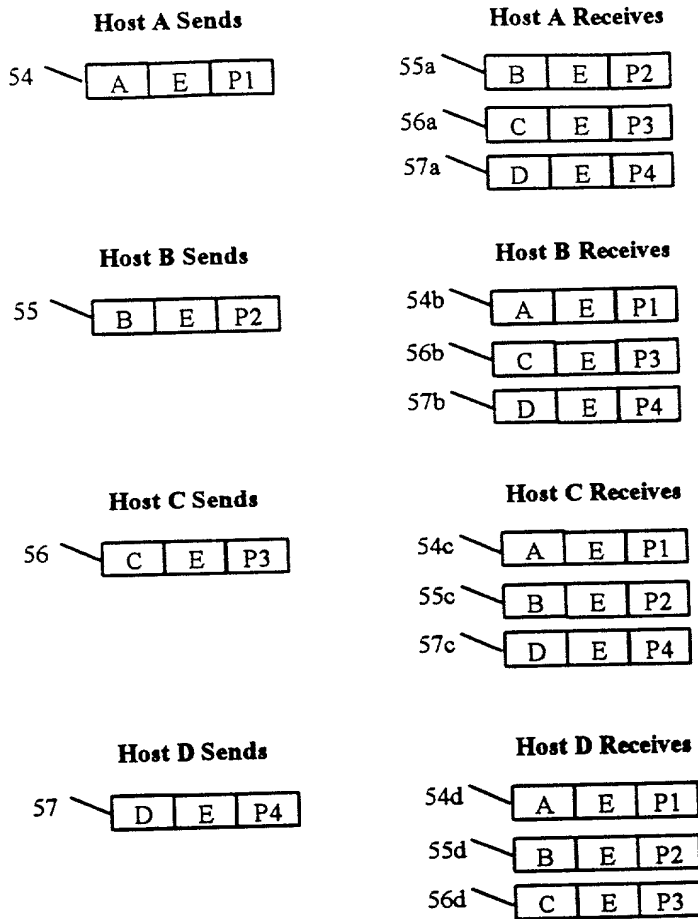 Host A Sends
54 A E P1
Host A Receives
55a B E P2
56a C E P3
57a D E P4
Host B Sends
55 B E P2
Host B Receives
54b A E P1
56b C E P3
57b D E P4
Host C Sends
56 C E P3
Host C Receives
54c A E P1
55c B E P2
57c D E P4
Host D Sends
57 D E P4
Host D Receives
54d A E P1
55d B E P2
56d C E P3